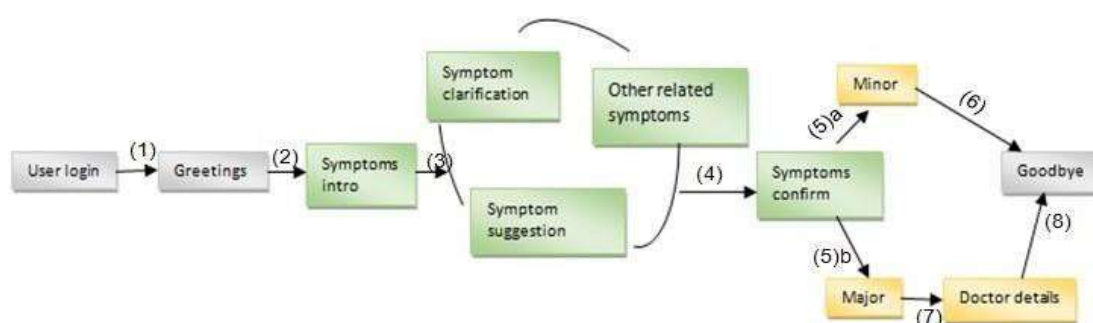 User login
(1)
Greetings
(2)
Symptoms
intro
(3)
Symptom
clarification
Other related
symptoms
Symptom
suggestion
(4)
Symptoms
confirm
(5)a
Minor
(6)
(5)b
Major
(7)
Doctor details
(8)
Goodbye